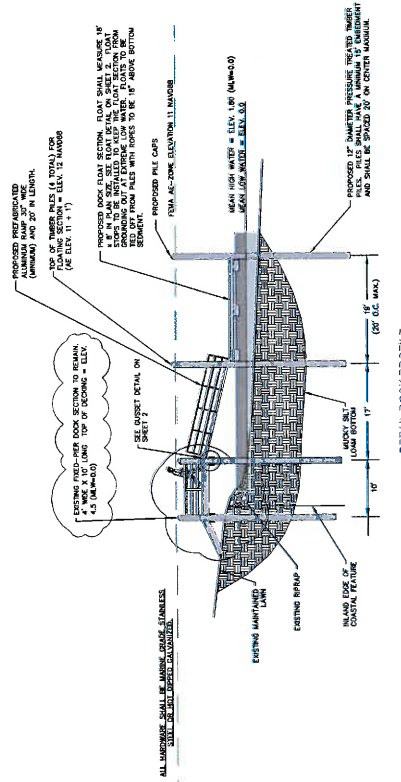 PROPOSED PREFABRICATED
ALUMINUM RAMP 30" WIDE
(MINIMUM) AND 20' IN LENGTH.
TOP OF TIMBER PILES (4 TOTAL) FOR
FLOATING SECTION = ELEV. 12 NAVD88
(AE ELEV. 11 + 1')
PROPOSED DOCK FLOAT SECTION. FLOAT SHALL MEASURE 18'
x 8' IN PLAN SIZE. SEE FLOAT DETAIL ON SHEET 2. FLOAT
STOPS TO BE INSTALLED TO KEEP THE FLOAT SECTION FROM
GROUNDING OUT AT EXTREME LOW WATER. FLOATS TO BE
TIED OFF FROM PILES WITH ROPES TO BE 18" ABOVE BOTTOM
SEDIMENT.
PROPOSED PILE CAPS
FEMA AE-ZONE ELEVATION 11 NAVD88
MEAN HIGH WATER = ELEV. 1.80 (MLW=0.0)
MEAN LOW WATER = ELEV. 0.0
PROPOSED 12" DIAMETER PRESSURE TREATED TIMBER
PILES. PILES SHALL HAVE A MINIMUM 15' EMBEDMENT
AND SHALL BE SPACED 20' ON CENTER MAXIMUM.
EXISTING FIXED-PIER DOCK SECTION TO REMAIN.
4' WIDE X 10' LONG TOP OF DECKING = ELEV.
4.5 (MLW=0.0)
SEE GUSSET DETAIL ON
SHEET 2
ALL HARDWARE SHALL BE MARINE GRADE STAINLESS
STEEL OR HOT DIPPED GALVANIZED.
EXISTING MAINTAINED
LAWN
EXISTING RIPRAP
INLAND EDGE OF
COASTAL FEATURE
MUCKY SILT
LOAM BOTTOM
10'
17'
(20' O.C. MAX.)